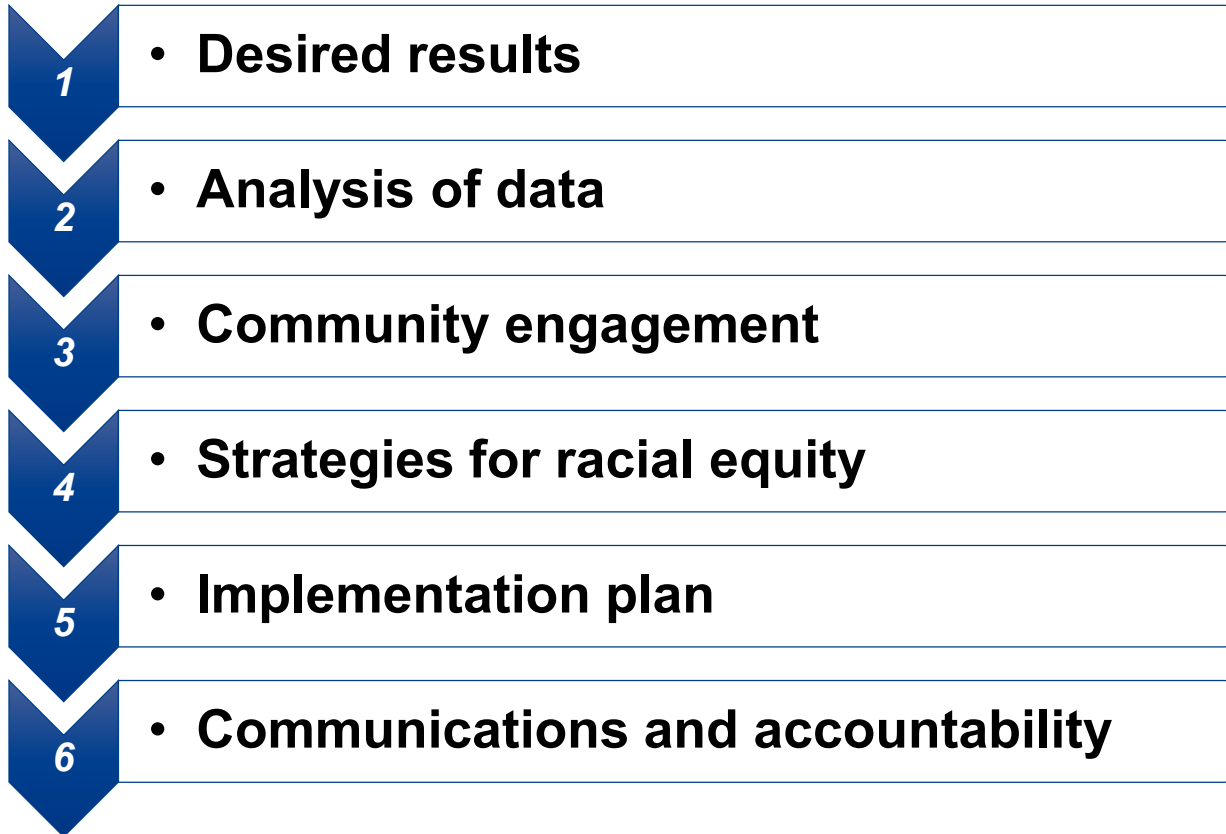 1
• Desired results
2
• Analysis of data
3
• Community engagement
4
• Strategies for racial equity
5
• Implementation plan
6
• Communications and accountability